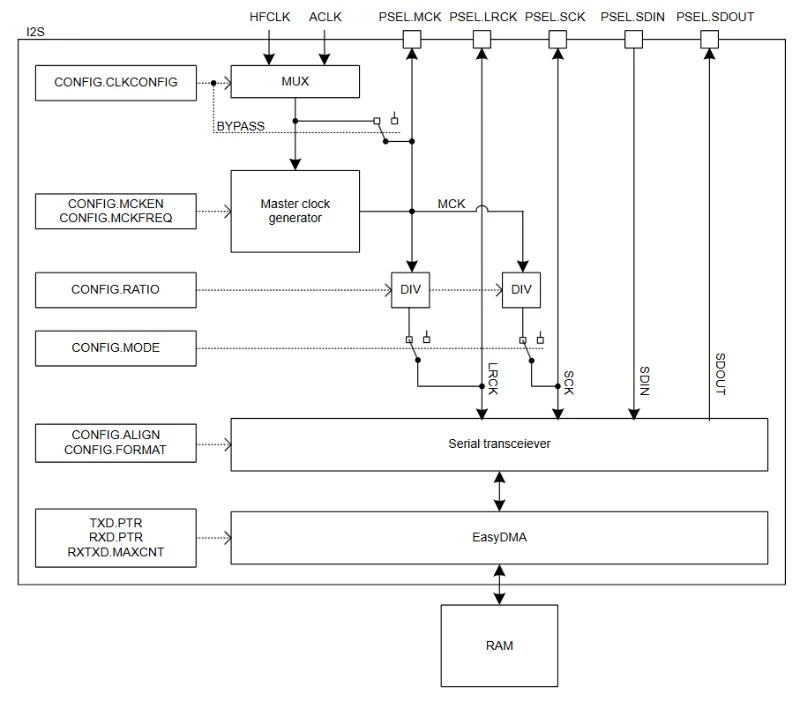 HFCLK
ACLK
PSEL.MCK
PSEL.LRCK
PSEL.SCK
PSEL.SDIN
PSEL.SDOUT
I2S
CONFIG.CLKCONFIG
MUX
BYPASS
CONFIG.MCKEN
CONFIG.MCKFREQ
Master clock
generator
MCK
CONFIG.RATIO
DIV
DIV
CONFIG.MODE
LRCK
SCK
SDIN
SDOUT
CONFIG.ALIGN
CONFIG.FORMAT
Serial transceiever
TXD.PTR
RXD.PTR
RXTXD.MAXCNT
EasyDMA
RAM